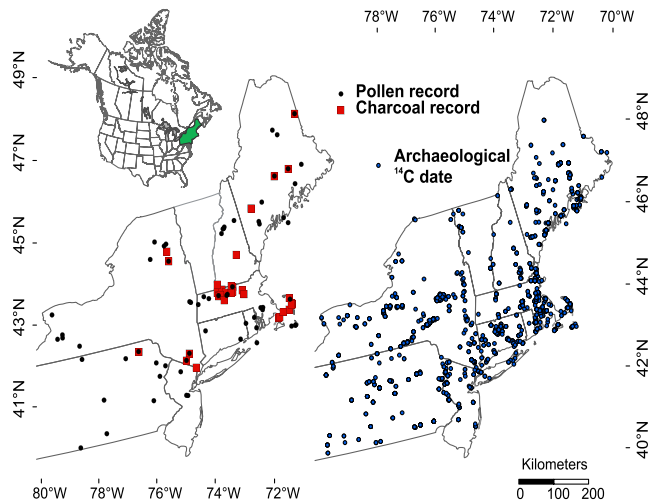 78°W 76°W 74°W 72°W 70°W
49°N
47°N
45°N
43°N
41°N
Pollen record
Charcoal record
Archaeological
¹⁴C date
48°N
46°N
44°N
42°N
40°N
Kilometers
0 100 200
80°W 78°W 76°W 74°W 72°W